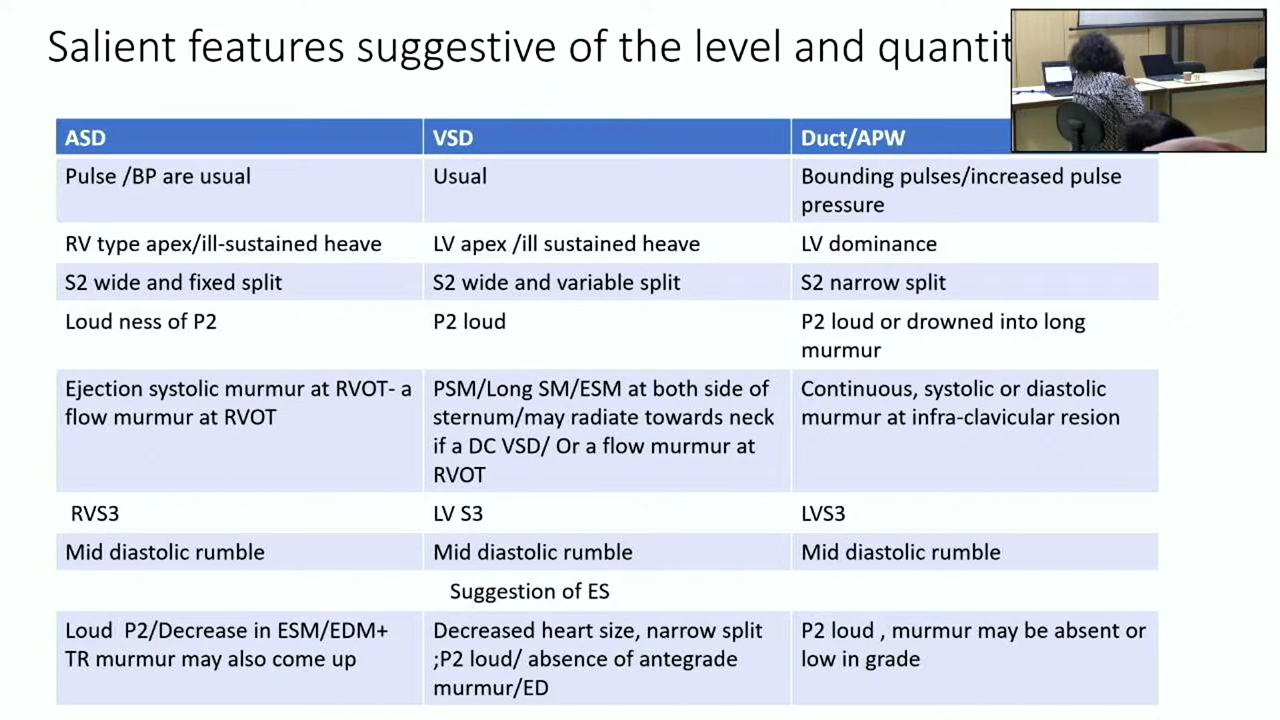 Salient features suggestive of the level and quantit
ASD
VSD
Duct/APW
Pulse /BP are usual
Usual
Bounding pulses/increased pulse
pressure
RV type apex/ill-sustained heave
LV apex /ill sustained heave
LV dominance
S2 wide and fixed split
S2 wide and variable split
S2 narrow split
Loud ness of P2
P2 loud
P2 loud or drowned into long
murmur
Ejection systolic murmur at RVOT- a
flow murmur at RVOT
PSM/Long SM/ESM at both side of
sternum/may radiate towards neck
if a DC VSD/ Or a flow murmur at
RVOT
Continuous, systolic or diastolic
murmur at infra-clavicular resion
RVS3
LV S3
LVS3
Mid diastolic rumble
Mid diastolic rumble
Mid diastolic rumble
Suggestion of ES
Loud P2/Decrease in ESM/EDM+
TR murmur may also come up
Decreased heart size, narrow split
;P2 loud/ absence of antegrade
murmur/ED
P2 loud , murmur may be absent or
low in grade